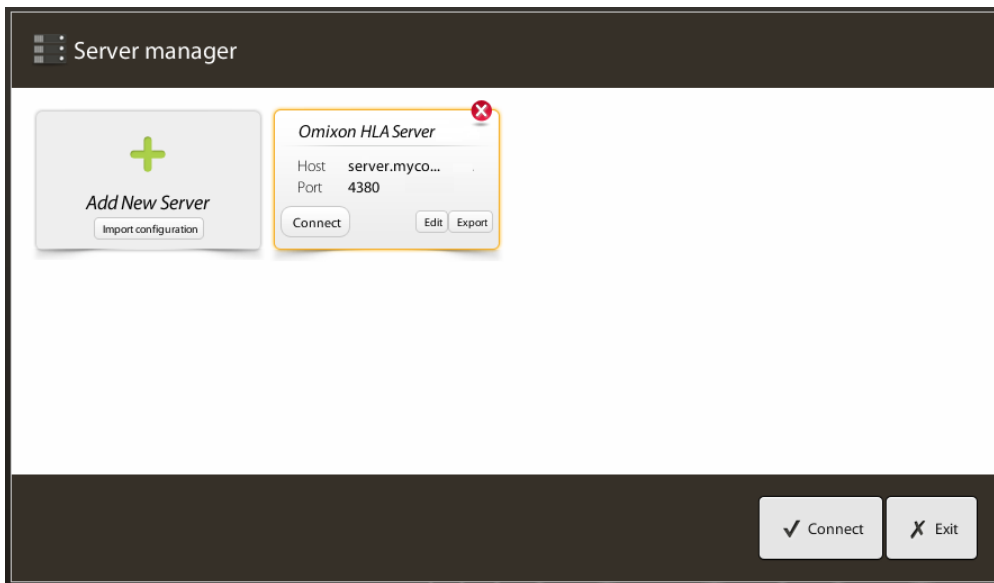 Server manager
Add New Server
Import configuration
Omixon HLA Server
Host server.myco...
Port 4380
Connect Edit Export
Connect Exit